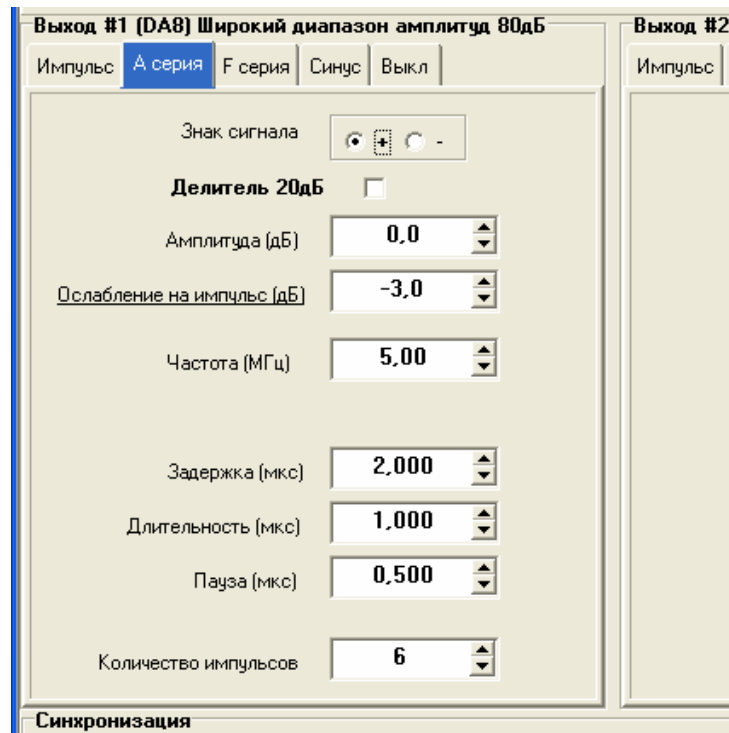 Выход #1 (DA8) Широкий диапазон амплитуд 80дБ
Выход #2
Импульс А серия F серия Синус Выкл
Импульс
Знак сигнала + -
Делитель 20дБ
Амплитуда (дБ) 0,0
Ослабление на импульс (дБ) -3,0
Частота (МГц) 5,00
Задержка (мкс) 2,000
Длительность (мкс) 1,000
Пауза (мкс) 0,500
Количество импульсов 6
Синхронизация